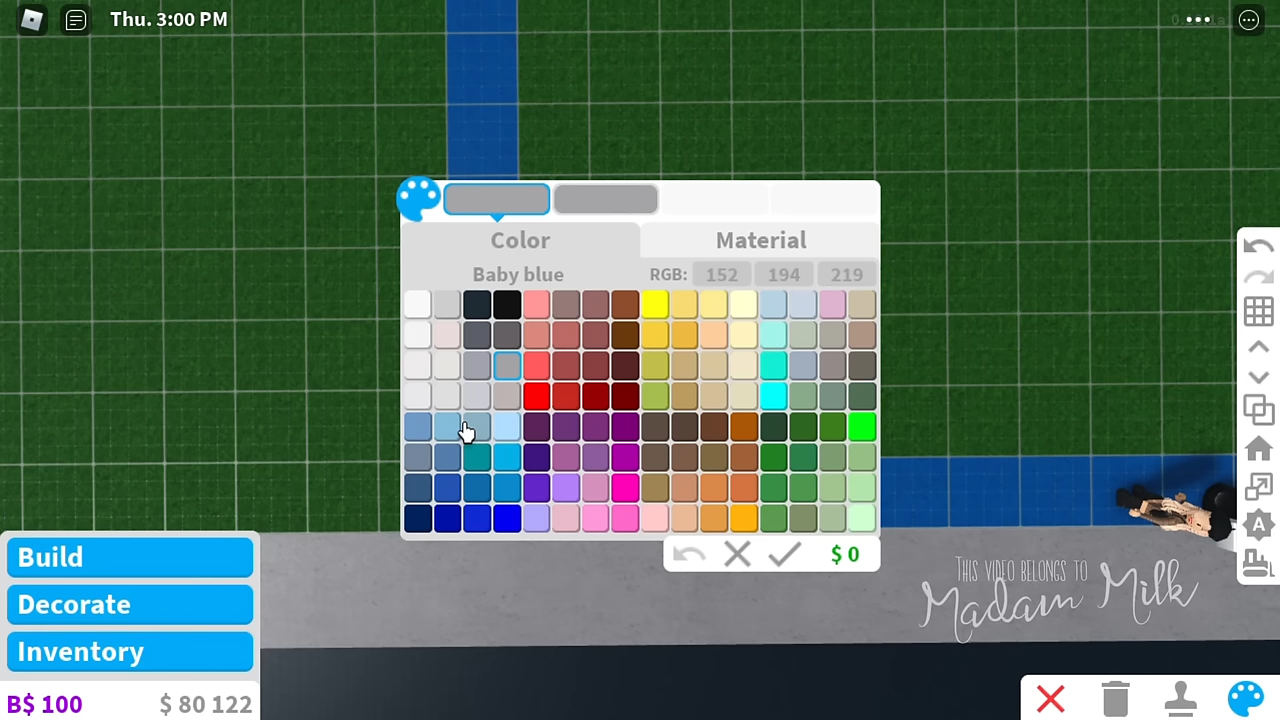 Thu. 3:00 PM
Color
Material
Baby blue
RGB: 152 194 219
$ 0
Build
Decorate
Inventory
B$ 100
$ 80 122
THIS VIDEO BELONGS TO
Madam Milk
A